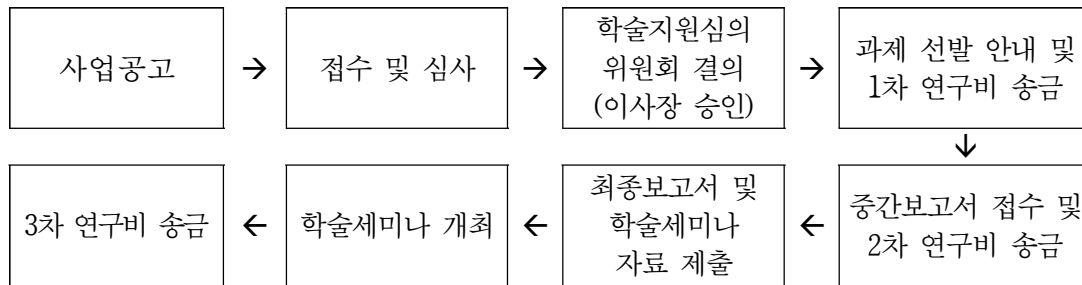 사업공고
→
접수 및 심사
→
학술지원심의
위원회 결의
(이사장 승인)
→
과제 선발 안내 및
1차 연구비 송금
↓
중간보고서 접수 및
2차 연구비 송금
←
최종보고서 및
학술세미나
자료 제출
←
학술세미나 개최
←
3차 연구비 송금